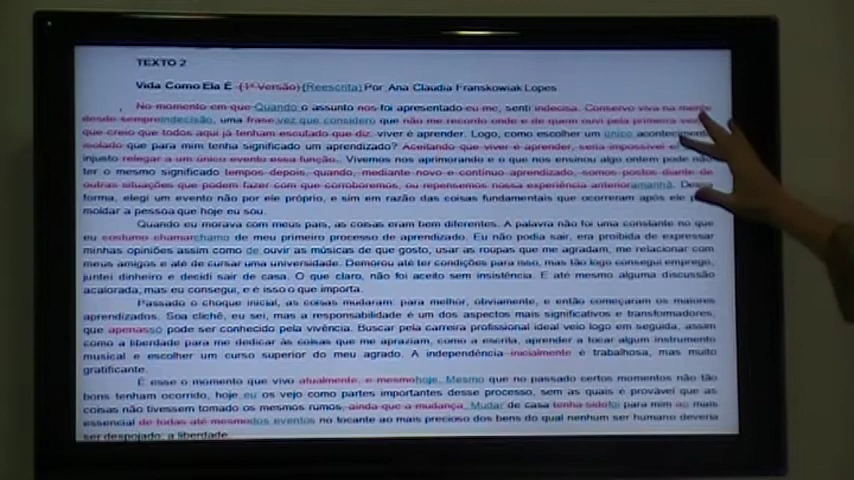 TEXTO 2
Vida Como Ela É (1ª Versão) (Reescrita) Por Ana Claudia Franskowiak Lopes
No momento em que Quando o assunto nos foi apresentado eu me, senti indecisa. Conservo viva na mente
desde sempreindecisão, uma frase vez que considero que não me recordo onde e de quem ouvi pela primeira
que creio que todos aqui já tenham escutado que diz. viver é aprender. Logo, como escolher um único acontecimento
isolado que para mim tenha significado um aprendizado? Aceitando que viver é aprender, seria impossível
injusto relegar a um único evento essa função. Vivemos nos aprimorando e o que nos ensinou algo ontem pode não
ter o mesmo significado tempos depois, quando, mediante novo e contínuo aprendizado, somos postos diante de
outras situações que podem fazer com que corroboremos, ou repensemos nossa experiência anterioramanhã.
forma, elegi um evento não por ele próprio, e sim em razão das coisas fundamentais que ocorreram após ele
moldar a pessoa que hoje eu sou.
Quando eu morava com meus pais, as coisas eram bem diferentes. A palavra não foi uma constante no que
eu costumo chamarchamo de meu primeiro processo de aprendizado. Eu não podia sair, era proibida de expressar
minhas opiniões assim como de ouvir as músicas de que gosto, usar as roupas que me agradam, me relacionar com
meus amigos e até de cursar uma universidade. Demorou até ter condições para isso, mas tão logo consegui emprego,
juntei dinheiro e decidi sair de casa. O que claro, não foi aceito sem insistência. E até mesmo alguma discussão
acalorada, mas eu consegui, e é isso o que importa.
Passado o choque inicial, as coisas mudaram: para melhor, obviamente, e então começaram os maiores
aprendizados. Soa clichê, eu sei, mas a responsabilidade é um dos aspectos mais significativos e transformadores,
que apenassó pode ser conhecido pela vivência. Buscar pela carreira profissional ideal veio logo em seguida, assim
como a liberdade para me dedicar às coisas que me apraziam, como a escrita, aprender a tocar algum instrumento
musical e escolher um curso superior do meu agrado. A independência inicialmente é trabalhosa, mas muito
gratificante.
É esse o momento que vivo atualmente, e mesmohoje. Mesmo que no passado certos momentos não tão
bons tenham ocorrido, hoje eu os vejo como partes importantes desse processo, sem as quais é provável que as
coisas não tivessem tomado os mesmos rumos, ainda que a mudança. Mudar de casa tenha sidofoi para mim ao mais
essencial de todas até mesmodos eventos no tocante ao mais precioso dos bens do qual nenhum ser humano deveria
ser despojado: a liberdade.